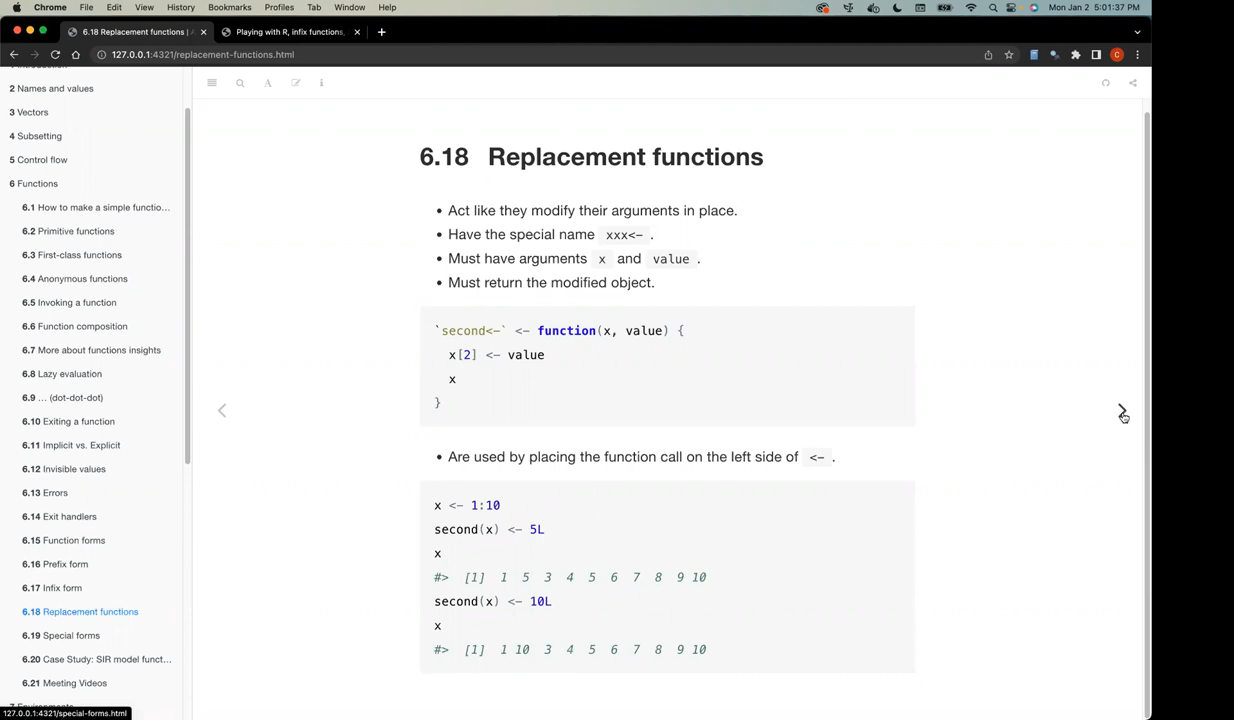 Chrome File Edit View History Bookmarks Profiles Tab Window Help Mon Jan 2 5:01:37
6.18 Replacement functions | A Playing with R, infix functions,
127.0.0.1:4321/replacement-functions.html
C
2 Names and values
3 Vectors
4 Subsetting
5 Control flow
6 Functions
6.1 How to make a simple functio...
6.2 Primitive functions
6.3 First-class functions
6.4 Anonymous functions
6.5 Invoking a function
6.6 Function composition
6.7 More about functions insights
6.8 Lazy evaluation
6.9 ... (dot-dot-dot)
6.10 Exiting a function
6.11 Implicit vs. Explicit
6.12 Invisible values
6.13 Errors
6.14 Exit handlers
6.15 Function forms
6.16 Prefix form
6.17 Infix form
6.18 Replacement functions
6.19 Special forms
6.20 Case Study: SIR model funct...
6.21 Meeting Videos
127.0.0.1:4321/special-forms.html
A i
6.18 Replacement functions
• Act like they modify their arguments in place.
• Have the special name xxx<- .
• Must have arguments x and value .
• Must return the modified object.
`second<-` <- function(x, value) {
x[2] <- value
x
}
• Are used by placing the function call on the left side of <- .
x <- 1:10
second(x) <- 5L
x
#> [1] 1 5 3 4 5 6 7 8 9 10
second(x) <- 10L
x
#> [1] 1 10 3 4 5 6 7 8 9 10